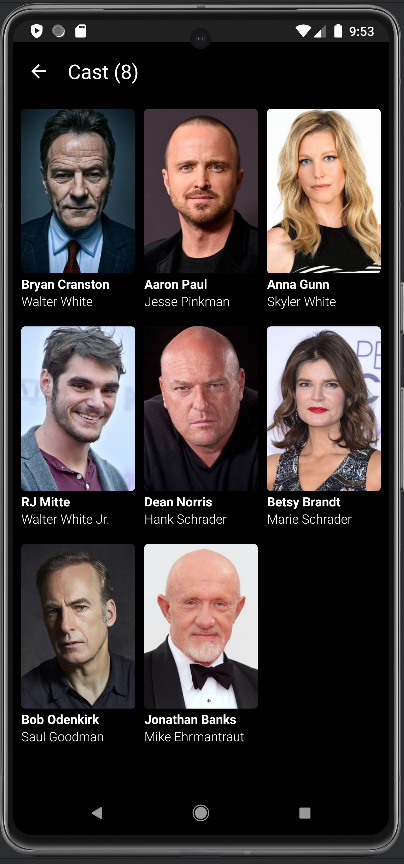 9:53
Cast (8)
Bryan Cranston
Walter White
Aaron Paul
Jesse Pinkman
Anna Gunn
Skyler White
PE
RJ Mitte
Walter White Jr.
Dean Norris
Hank Schrader
Betsy Brandt
Marie Schrader
Bob Odenkirk
Saul Goodman
Jonathan Banks
Mike Ehrmantraut